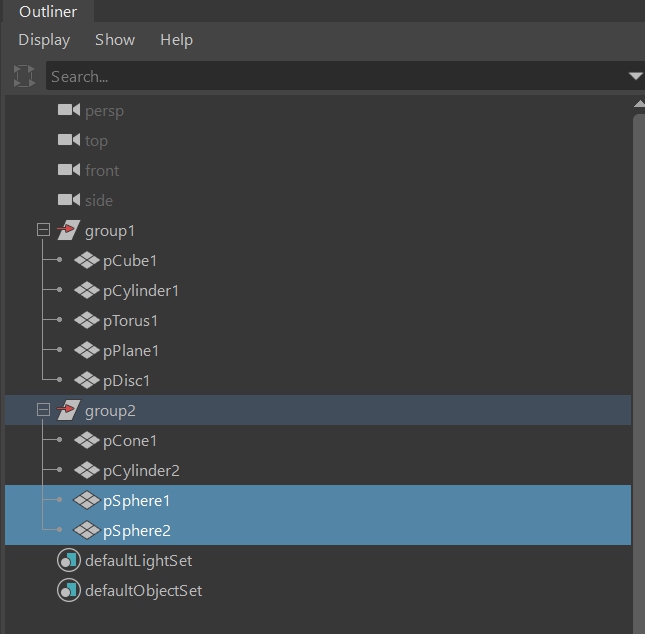 Outliner
Display Show Help
Search...
persp
top
front
side
group1
pCube1
pCylinder1
pTorus1
pPlane1
pDisc1
group2
pCone1
pCylinder2
pSphere1
pSphere2
defaultLightSet
defaultObjectSet